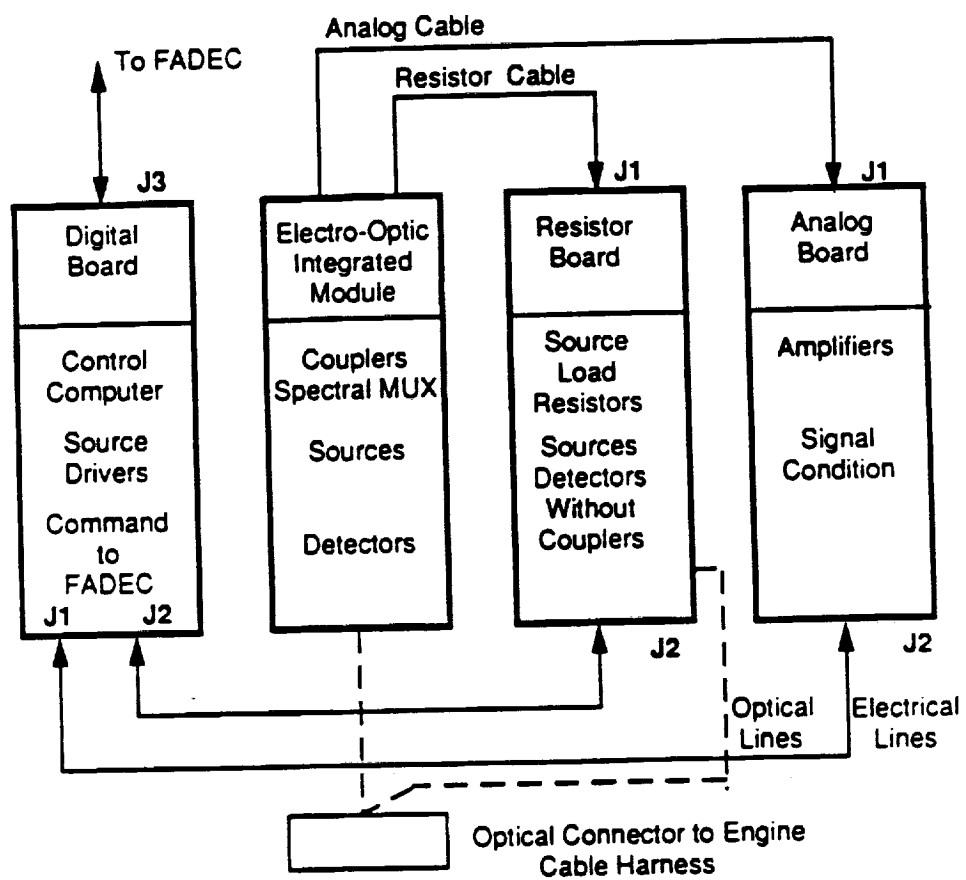 Analog Cable
To FADEC
Resistor Cable
J3
J1
J1
Digital
Board
Electro-Optic
Integrated
Module
Resistor
Board
Analog
Board
Control
Computer
Source
Drivers
Command
to
FADEC
J1
J2
Couplers
Spectral MUX
Sources
Detectors
Source
Load
Resistors
Sources
Detectors
Without
Couplers
J2
Amplifiers
Signal
Condition
J2
Optical
Lines
Electrical
Lines
Optical Connector to Engine
Cable Harness